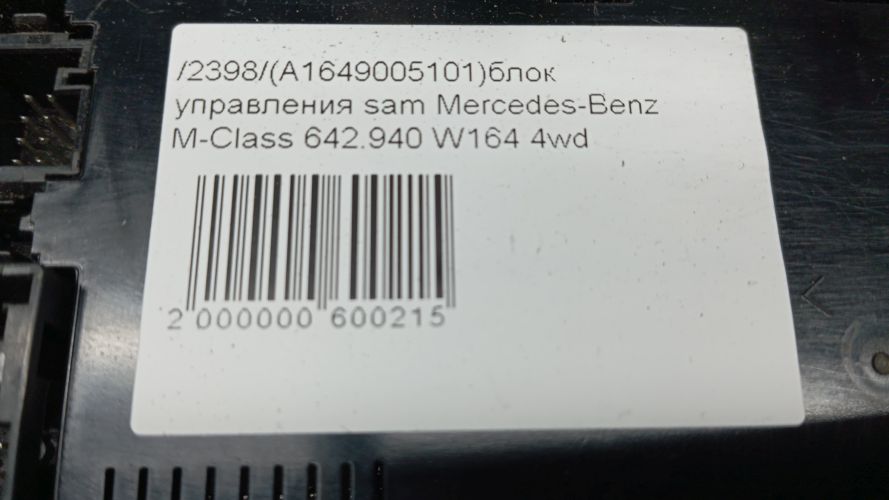 /2398/(A1649005101)блок
управления sam Mercedes-Benz
M-Class 642.940 W164 4wd
2 000000 600215